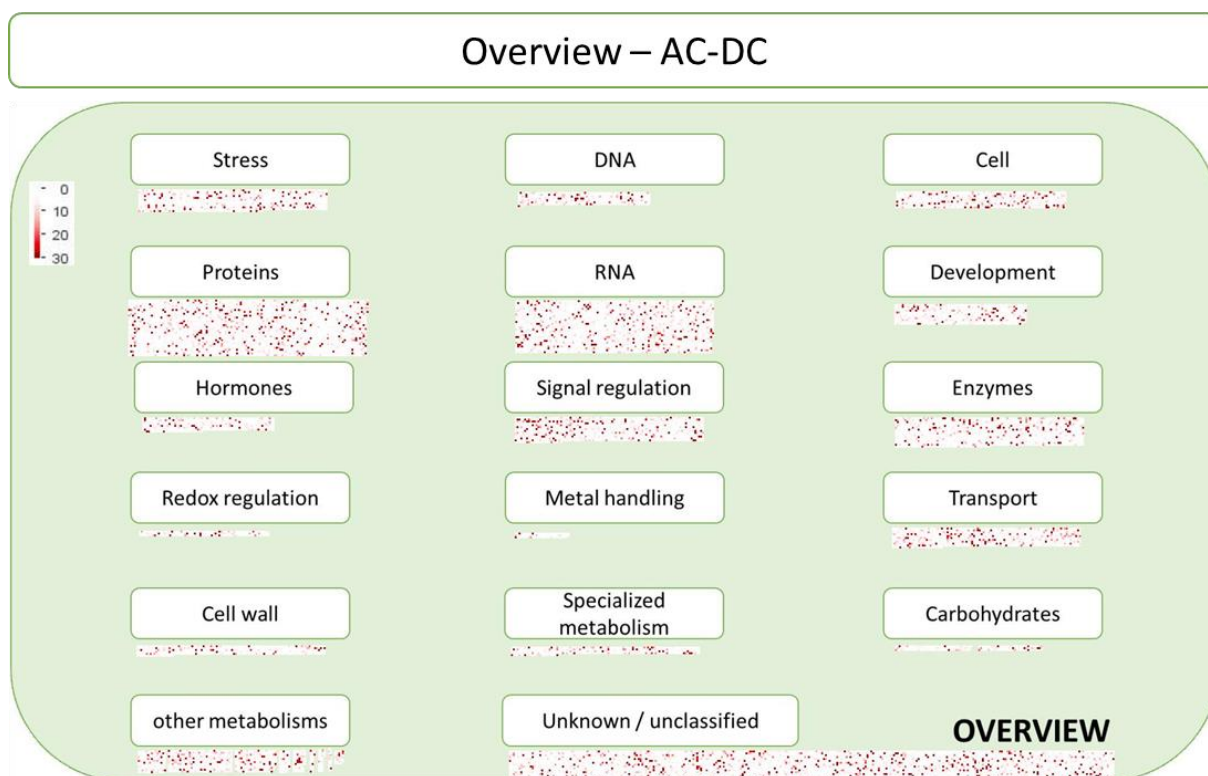 Overview – AC-DC
Stress
DNA
Cell
0
10
20
30
Proteins
RNA
Development
Hormones
Signal regulation
Enzymes
Redox regulation
Metal handling
Transport
Cell wall
Specialized
metabolism
Carbohydrates
other metabolisms
Unknown / unclassified
OVERVIEW